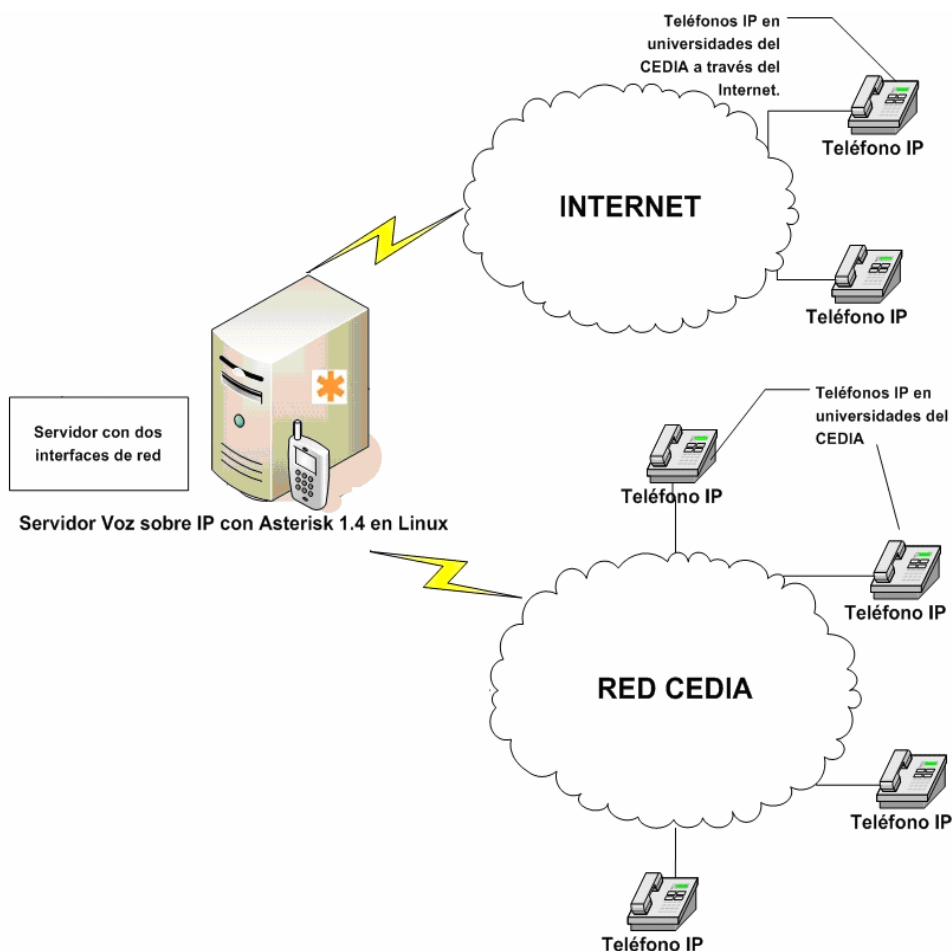 Teléfonos IP en
universidades del
CEDIA a través del
Internet.
Teléfono IP
INTERNET
Teléfono IP
Servidor con dos
interfaces de red
Servidor Voz sobre IP con Asterisk 1.4 en Linux
Teléfonos IP en
universidades del
CEDIA
Teléfono IP
Teléfono IP
RED CEDIA
Teléfono IP
Teléfono IP